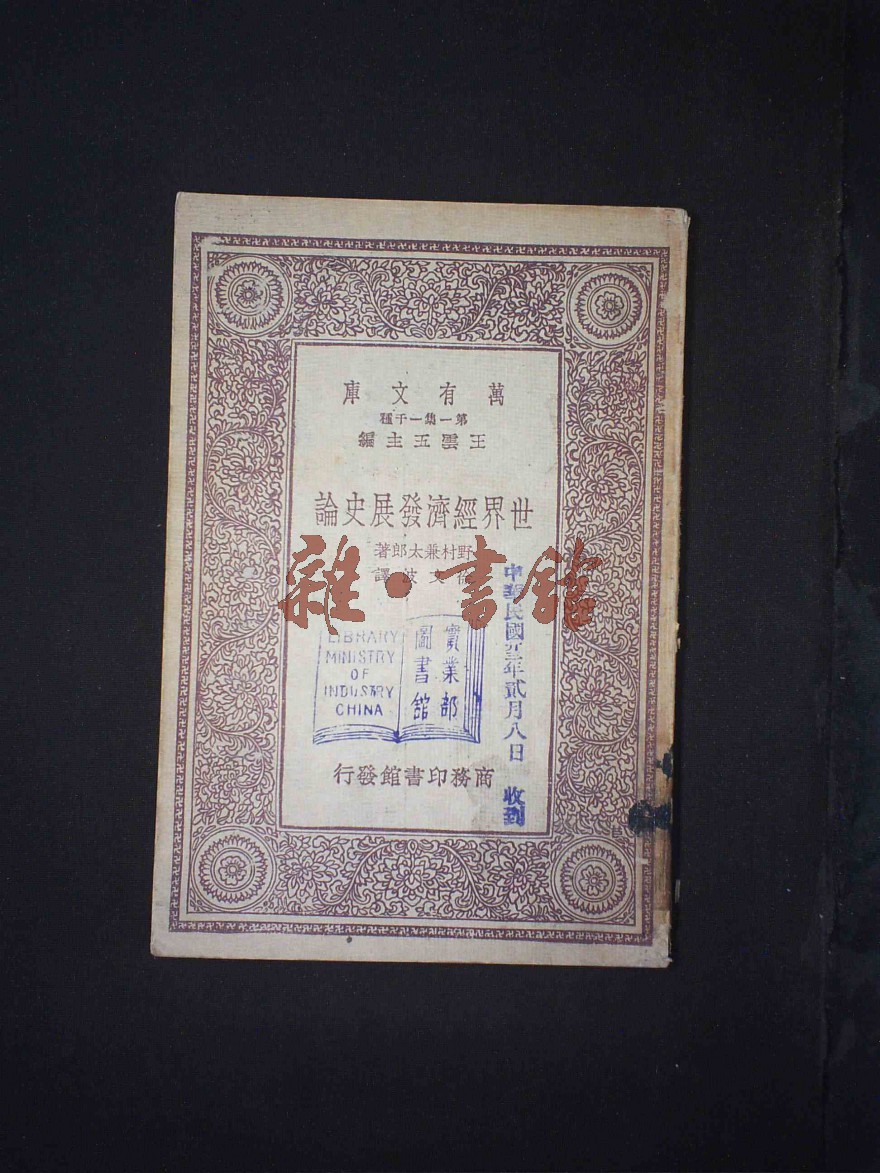 萬有文庫
第一集一千種
王雲五主編
世界經濟發展史論
野村兼太郎著
文波譯
雜·書館
LIBRARY
MINISTRY
OF
INDUSTRY
CHINA
實業部
圖書館
中華民國年貳月八日 收到
商務印書館發行